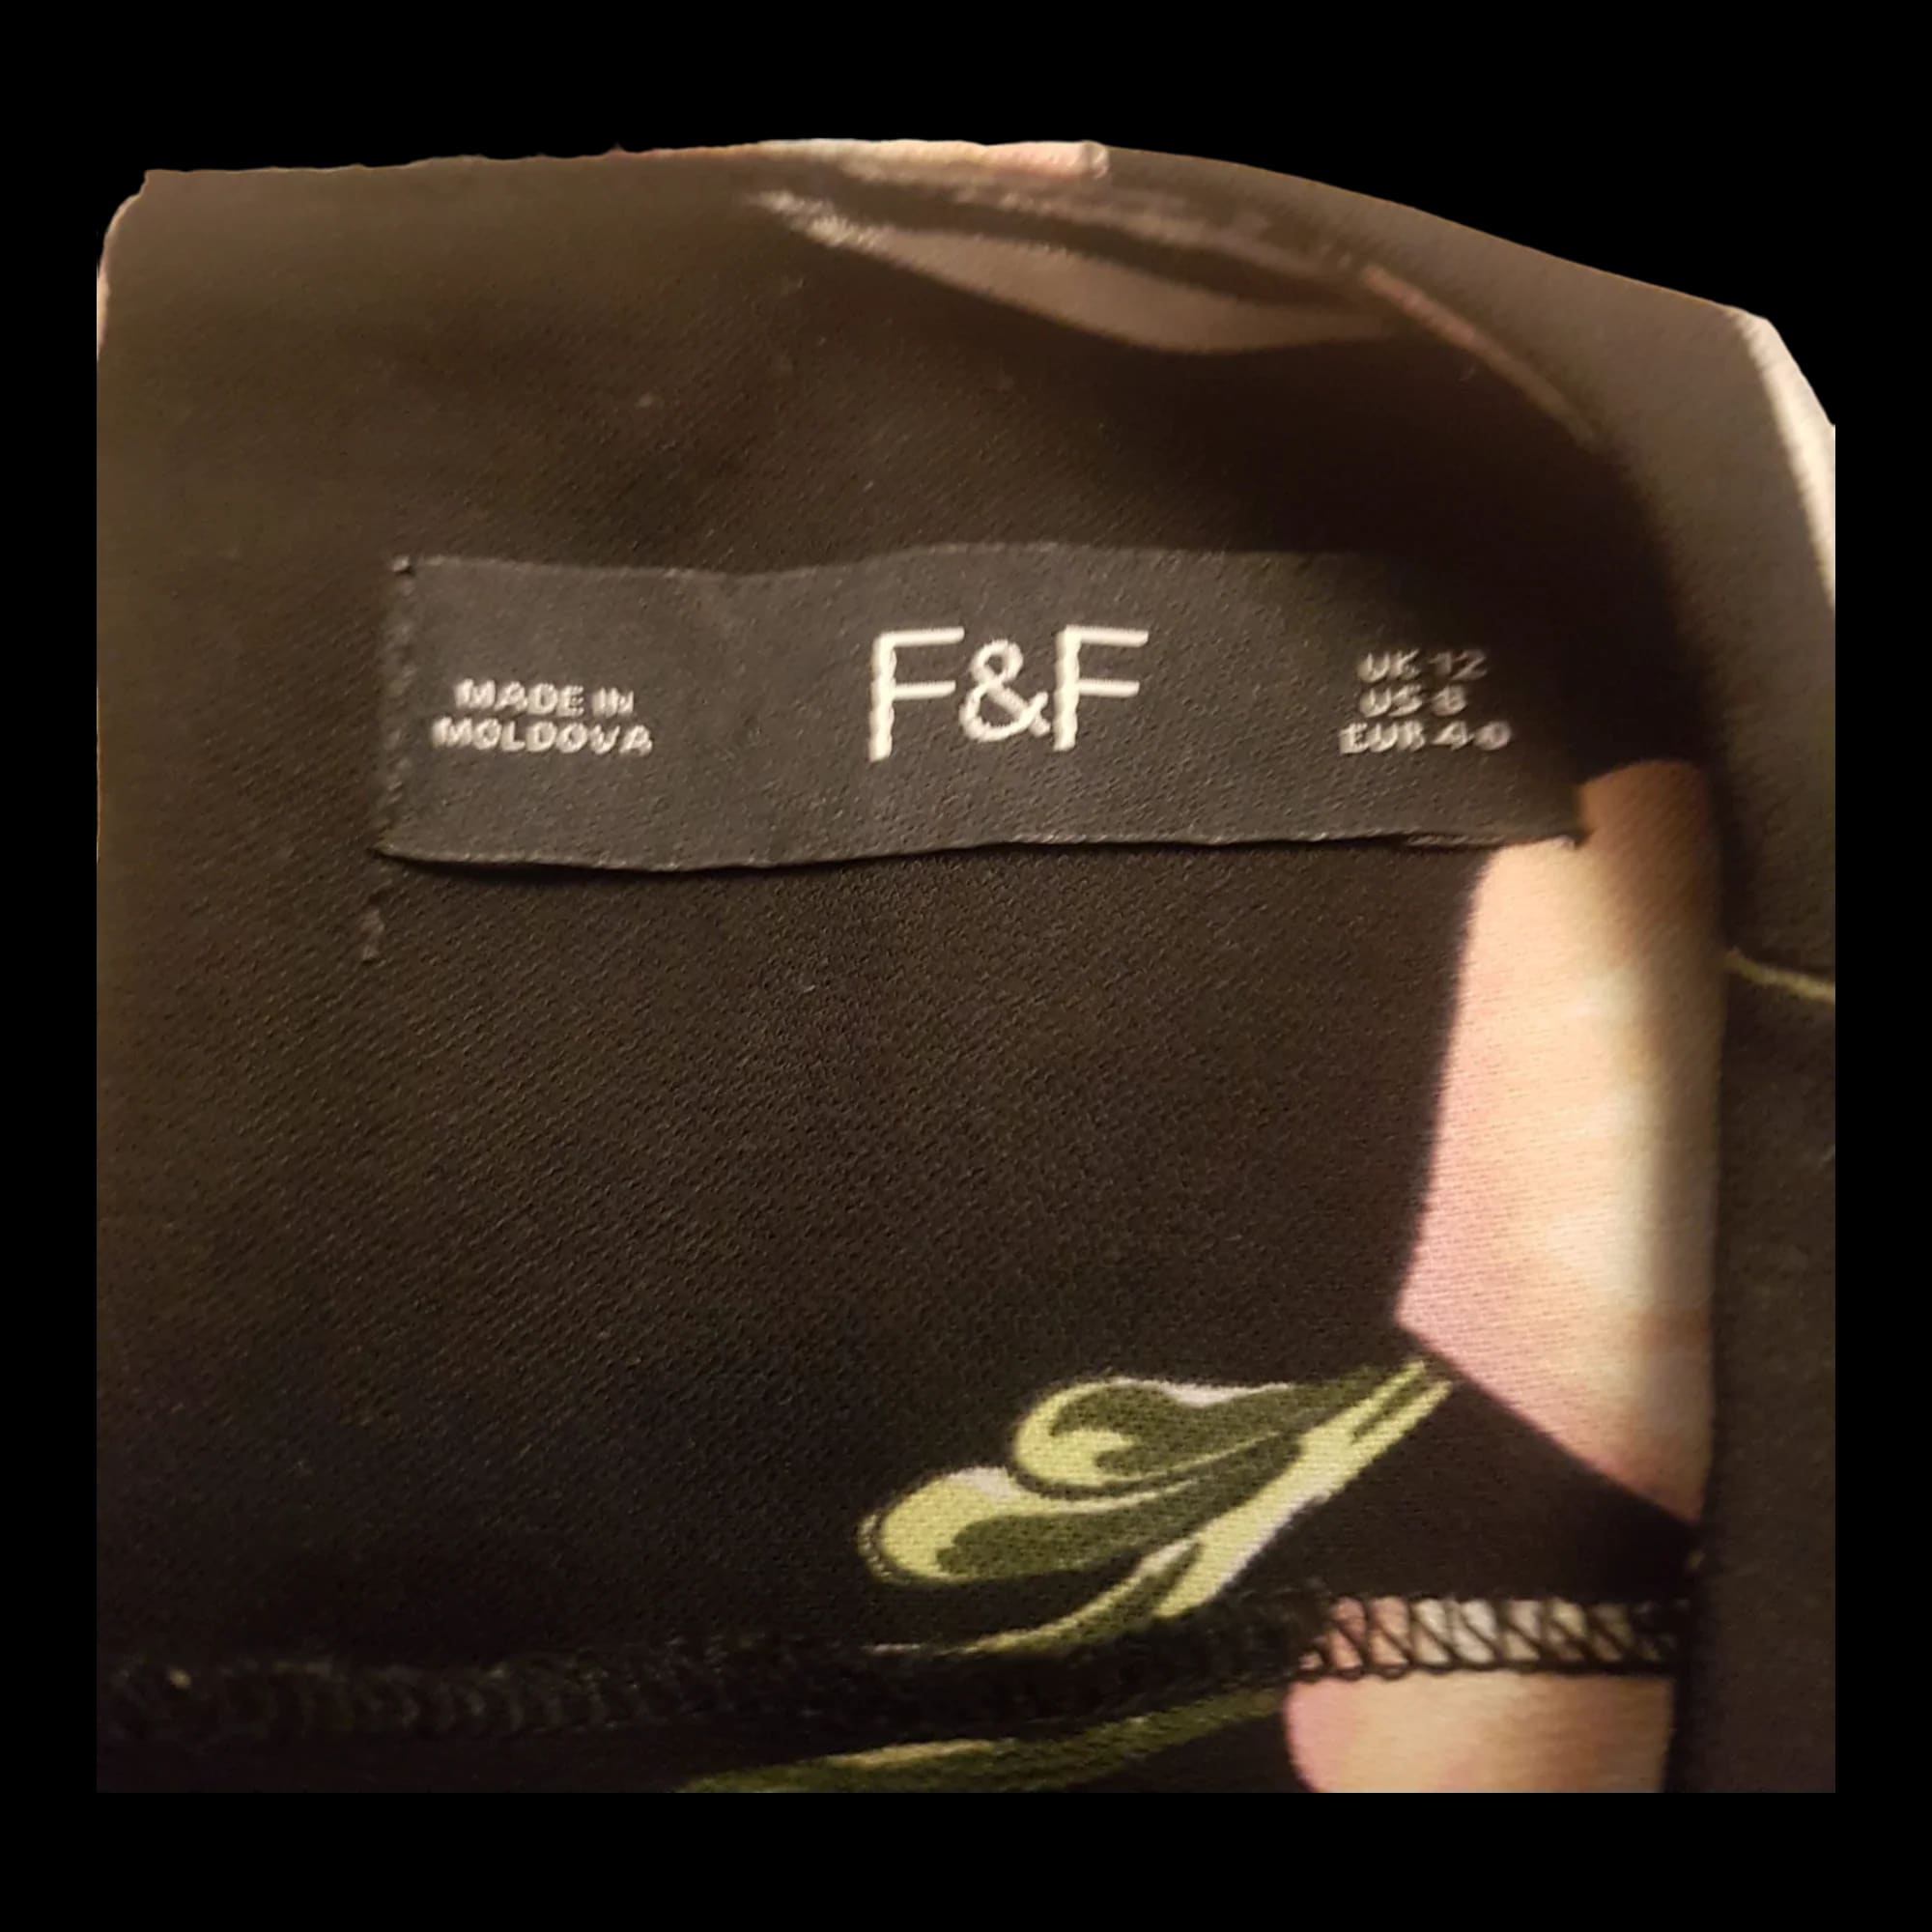 MADE IN
MOLDOVA
F&F
UK 12
US 8
EUR 40